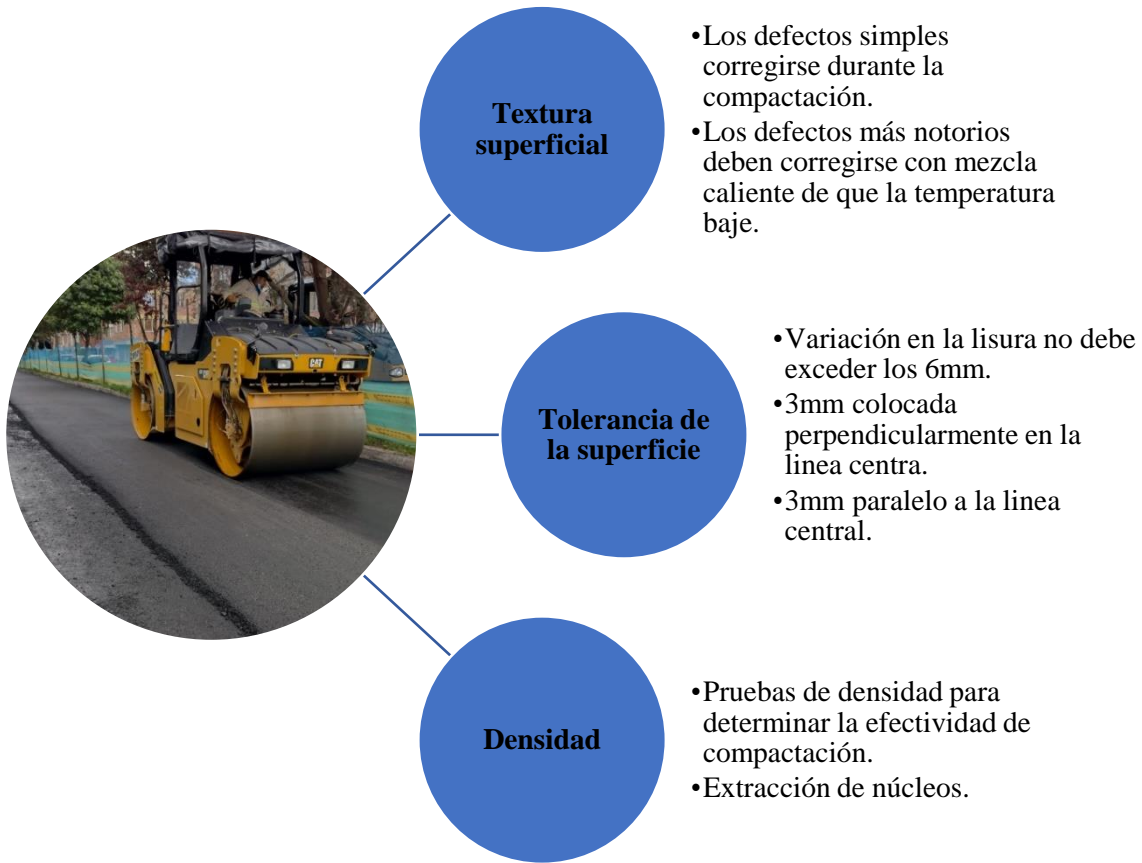 Textura
superficial
•Los defectos simples
corregirse durante la
compactación.
•Los defectos más notorios
deben corregirse con mezcla
caliente de que la temperatura
baje.
CAT
Tolerancia de
la superficie
•Variación en la lisura no debe
exceder los 6mm.
•3mm colocada
perpendicularmente en la
linea centra.
•3mm paralelo a la linea
central.
Densidad
•Pruebas de densidad para
determinar la efectividad de
compactación.
•Extracción de núcleos.